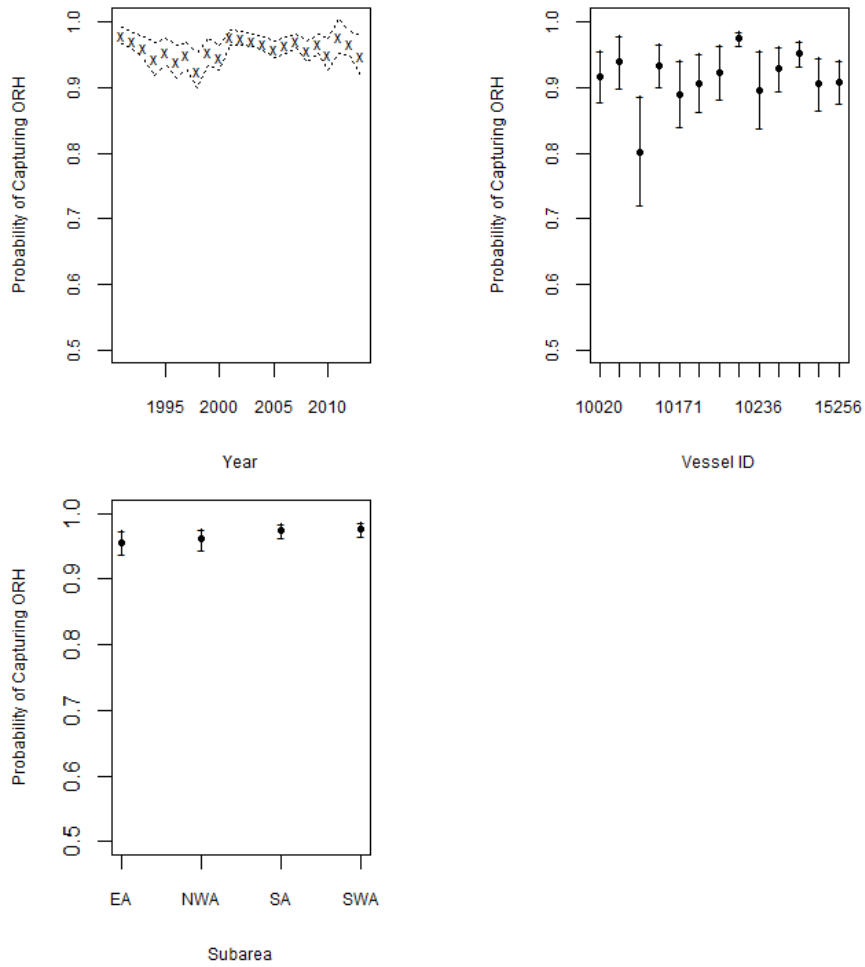 Probability of Capturing ORH
1.0
0.9
0.8
0.7
0.6
0.5
1995 2000 2005 2010
Year
Probability of Capturing ORH
1.0
0.9
0.8
0.7
0.6
0.5
10020 10171 10236 15256
Vessel ID
Probability of Capturing ORH
1.0
0.9
0.8
0.7
0.6
0.5
EA NWA SA SWA
Subarea